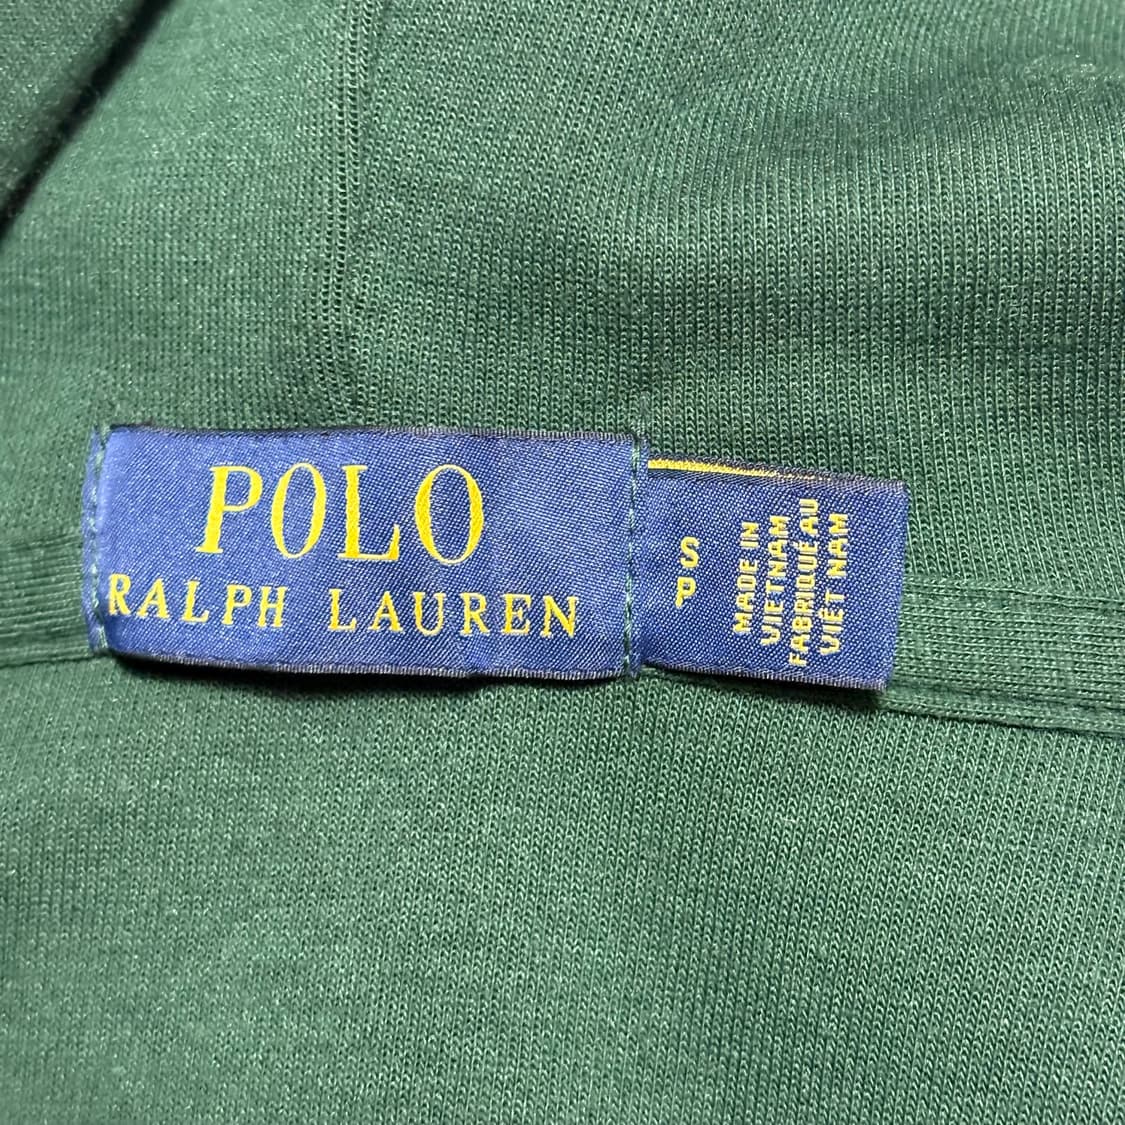 POLO
RALPH LAUREN
S
P
MADE IN
VIETNAM
FABRIQUÉ AU
VIÊT NAM